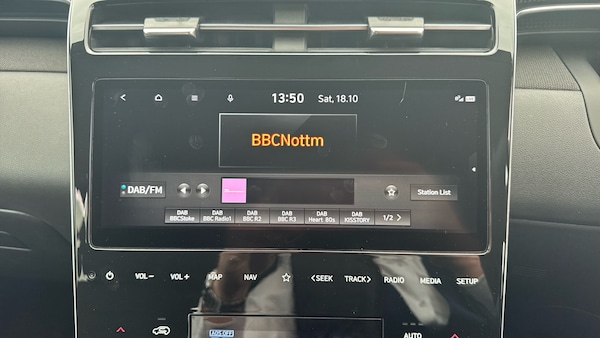 13:50 Sat, 18.10
BBCNottm
DAB/FM Station List
DAB DAB DAB DAB DAB DAB
BBCStoke BBC Radio1 BBC R2 BBC R3 Heart 80s KISSTORY 1/2 >
VOL− VOL+ MAP NAV < SEEK TRACK > RADIO MEDIA SETUP
ADS-OFF AUTO